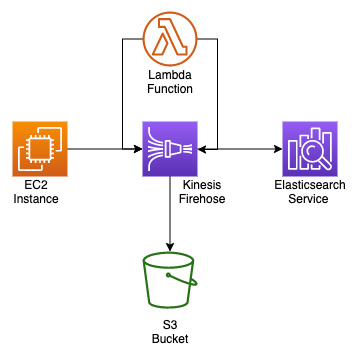 Lambda
Function
EC2
Instance
Kinesis
Firehose
Elasticsearch
Service
S3
Bucket